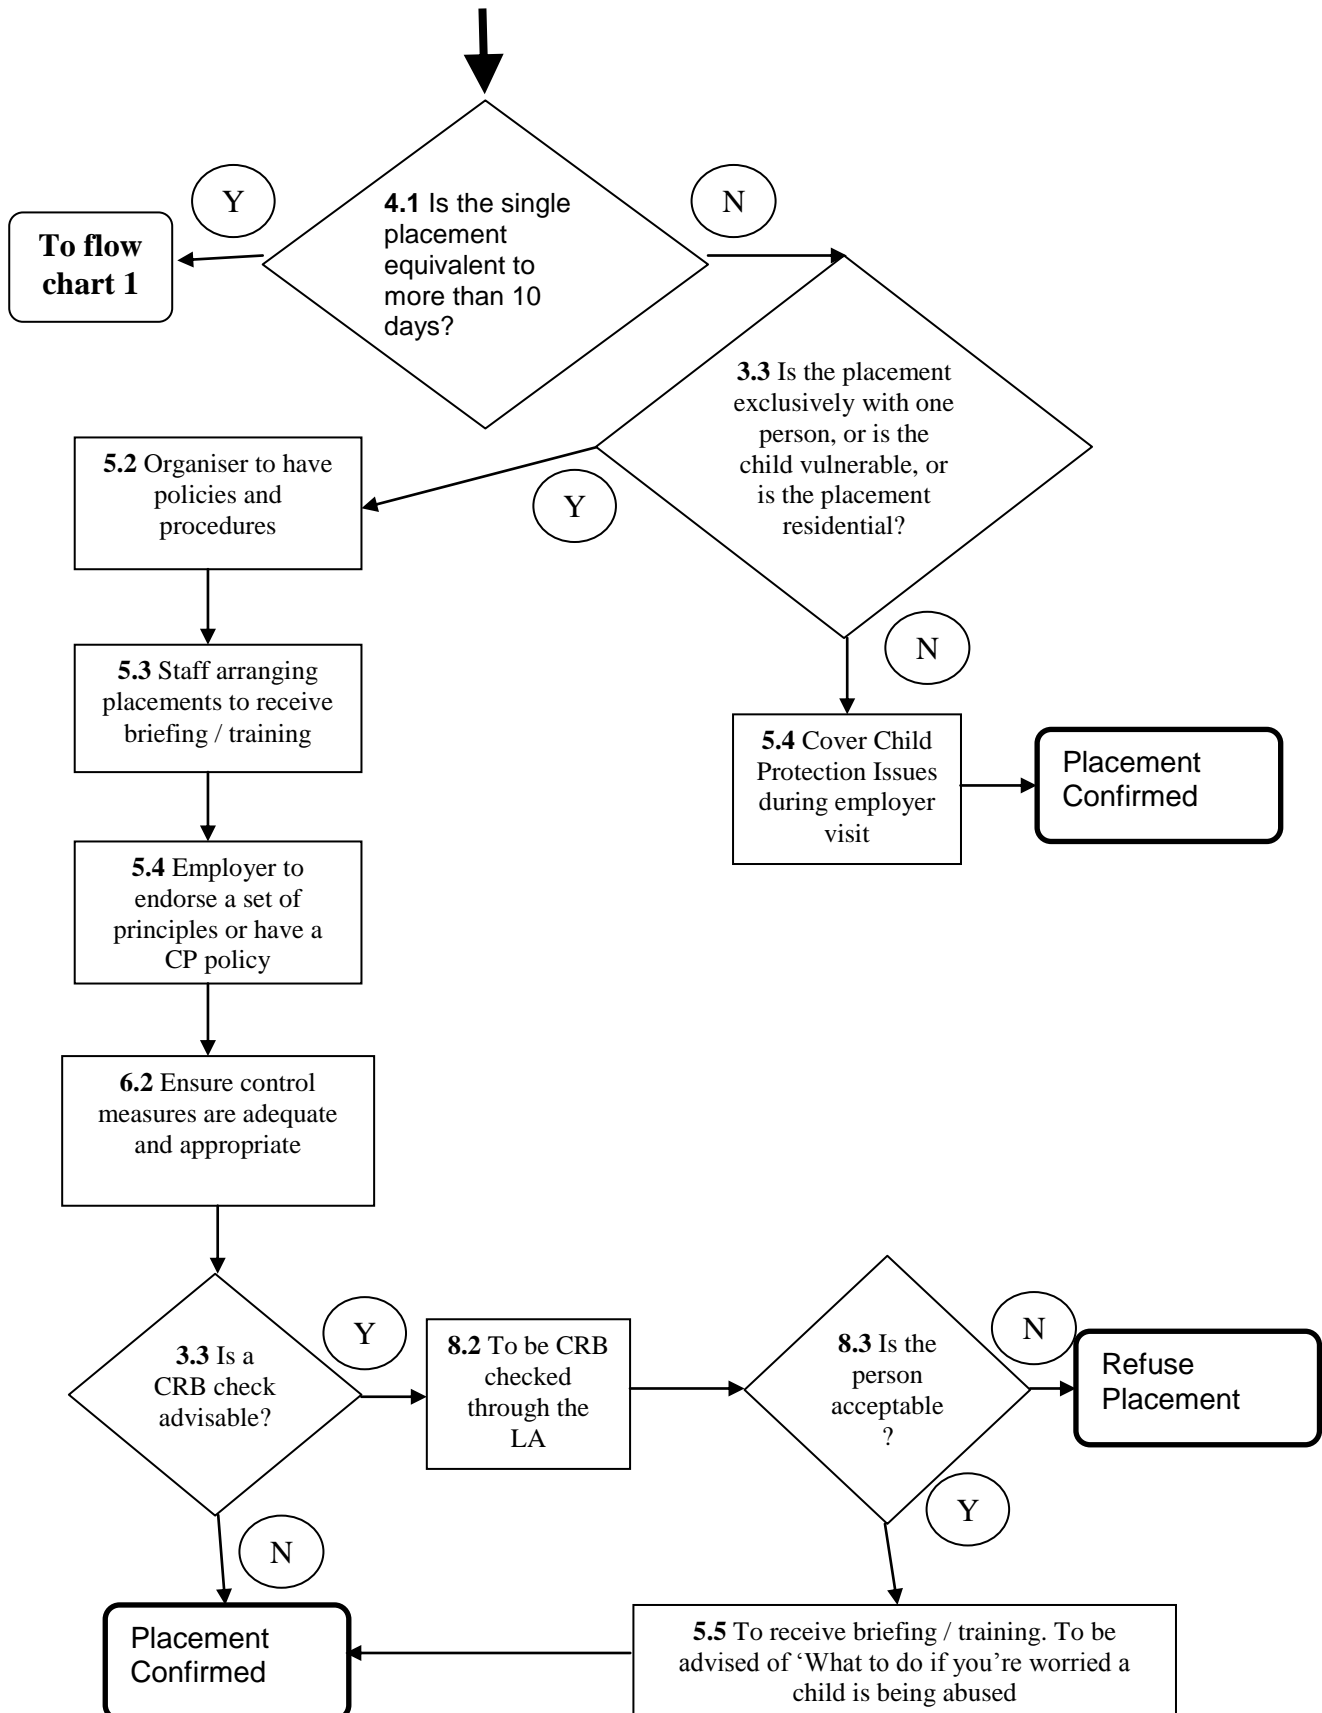 Y
N
To flow
chart 1
4.1 Is the single
placement
equivalent to
more than 10
days?
3.3 Is the placement
exclusively with one
person, or is the
child vulnerable, or
is the placement
residential?
Y
N
5.2 Organiser to have
policies and
procedures
5.3 Staff arranging
placements to receive
briefing / training
5.4 Cover Child
Protection Issues
during employer
visit
Placement
Confirmed
5.4 Employer to
endorse a set of
principles or have a
CP policy
6.2 Ensure control
measures are adequate
and appropriate
3.3 Is a
CRB check
advisable?
Y
N
8.2 To be CRB
checked
through the
LA
8.3 Is the
person
acceptable
?
N
Y
Refuse
Placement
5.5 To receive briefing / training. To be
advised of ‘What to do if you’re worried a
child is being abused
Placement
Confirmed